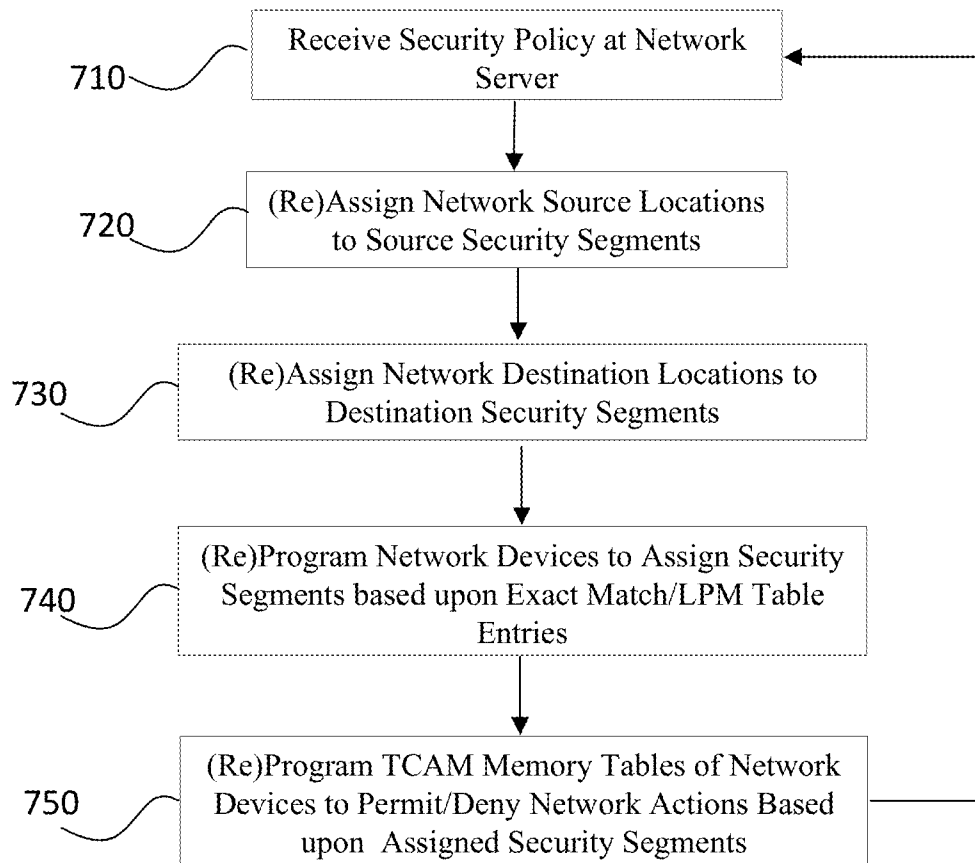 710
Receive Security Policy at Network
Server
720
(Re)Assign Network Source Locations
to Source Security Segments
730
(Re)Assign Network Destination Locations to
Destination Security Segments
740
(Re)Program Network Devices to Assign Security
Segments based upon Exact Match/LPM Table
Entries
750
(Re)Program TCAM Memory Tables of Network
Devices to Permit/Deny Network Actions Based
upon Assigned Security Segments